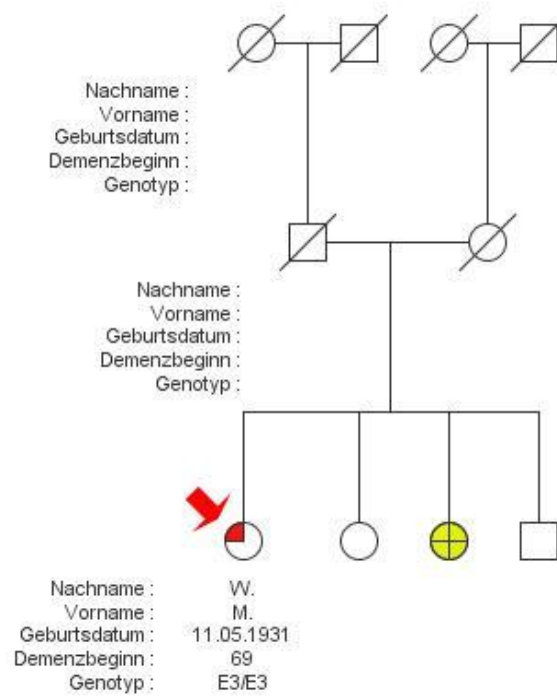 Nachname :
Vorname :
Geburtsdatum :
Demenzbeginn :
Genotyp :
Nachname :
Vorname :
Geburtsdatum :
Demenzbeginn :
Genotyp :
Nachname : W.
Vorname : M.
Geburtsdatum : 11.05.1931
Demenzbeginn : 69
Genotyp : E3/E3